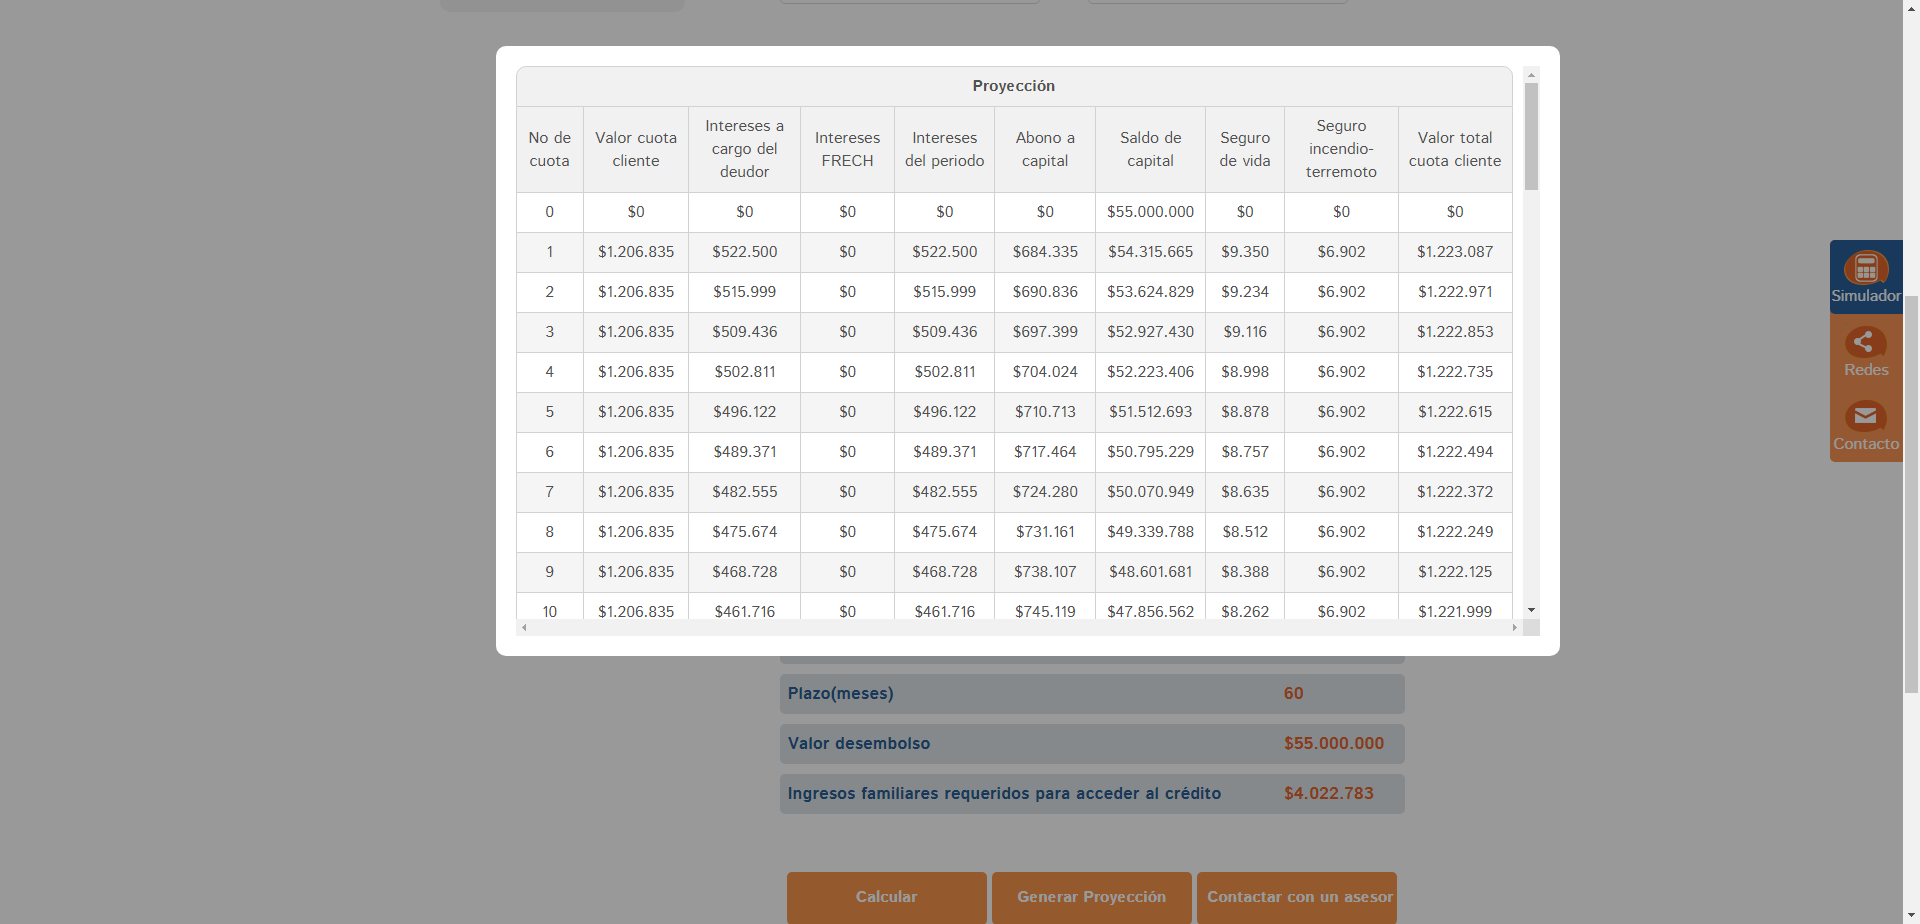 Proyección
No de cuota Valor cuota cliente Intereses a cargo del deudor Intereses FRECH Intereses del periodo Abono a capital Saldo de capital Seguro de vida Seguro incendio-terremoto Valor total cuota cliente
0 $0 $0 $0 $0 $0 $55.000.000 $0 $0 $0
1 $1.206.835 $522.500 $0 $522.500 $684.335 $54.315.665 $9.350 $6.902 $1.223.087
2 $1.206.835 $515.999 $0 $515.999 $690.836 $53.624.829 $9.234 $6.902 $1.222.971
3 $1.206.835 $509.436 $0 $509.436 $697.399 $52.927.430 $9.116 $6.902 $1.222.853
4 $1.206.835 $502.811 $0 $502.811 $704.024 $52.223.406 $8.998 $6.902 $1.222.735
5 $1.206.835 $496.122 $0 $496.122 $710.713 $51.512.693 $8.878 $6.902 $1.222.615
6 $1.206.835 $489.371 $0 $489.371 $717.464 $50.795.229 $8.757 $6.902 $1.222.494
7 $1.206.835 $482.555 $0 $482.555 $724.280 $50.070.949 $8.635 $6.902 $1.222.372
8 $1.206.835 $475.674 $0 $475.674 $731.161 $49.339.788 $8.512 $6.902 $1.222.249
9 $1.206.835 $468.728 $0 $468.728 $738.107 $48.601.681 $8.388 $6.902 $1.222.125
10 $1.206.835 $461.716 $0 $461.716 $745.119 $47.856.562 $8.262 $6.902 $1.221.999
Plazo(meses) 60
Valor desembolso $55.000.000
Ingresos familiares requeridos para acceder al crédito $4.022.783
Calcular Generar Proyección Contactar con un asesor
Simulador
Redes
Contacto